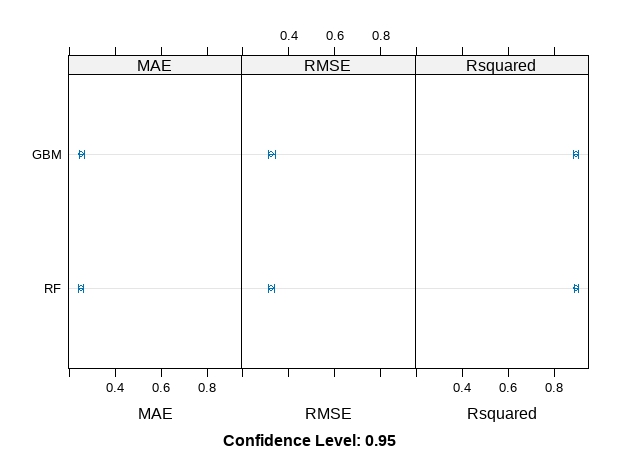 0.4 0.6 0.8
MAE RMSE Rsquared
GBM
RF
0.4 0.6 0.8 0.4 0.6 0.8
MAE RMSE Rsquared
Confidence Level: 0.95